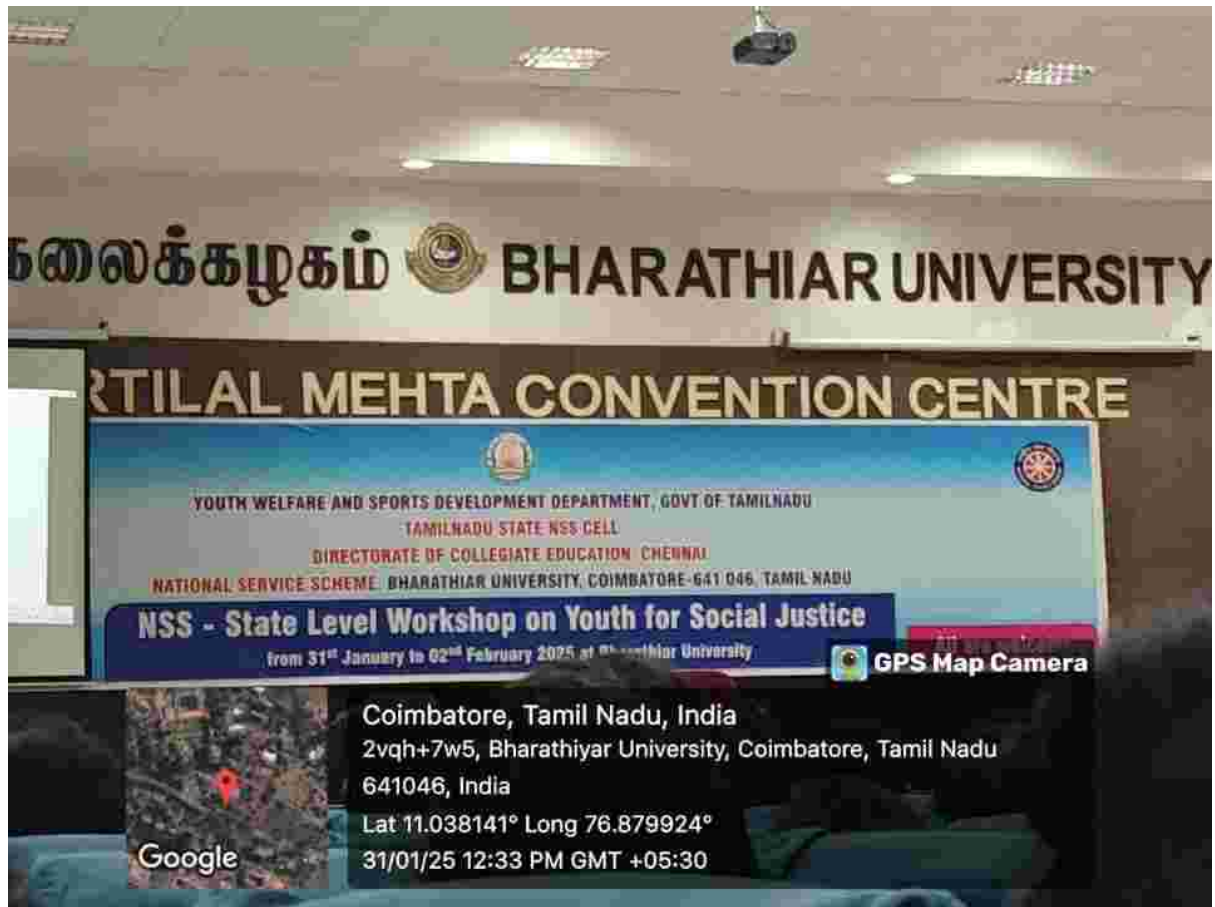 கலைக்கழகம் BHARATHIAR UNIVERSITY
RTILAL MEHTA CONVENTION CENTRE
YOUTH WELFARE AND SPORTS DEVELOPMENT DEPARTMENT, GOVT OF TAMILNADU
TAMILNADU STATE NSS CELL
DIRECTORATE OF COLLEGIATE EDUCATION CHENNAI
NATIONAL SERVICE SCHEME, BHARATHIAR UNIVERSITY, COIMBATORE-641 046, TAMIL NADU
NSS - State Level Workshop on Youth for Social Justice
from 31st January to 02nd February 2025 at Bharathiar University
GPS Map Camera
Coimbatore, Tamil Nadu, India
2vqh+7w5, Bharathiyar University, Coimbatore, Tamil Nadu
641046, India
Lat 11.038141° Long 76.879924°
31/01/25 12:33 PM GMT +05:30
Google